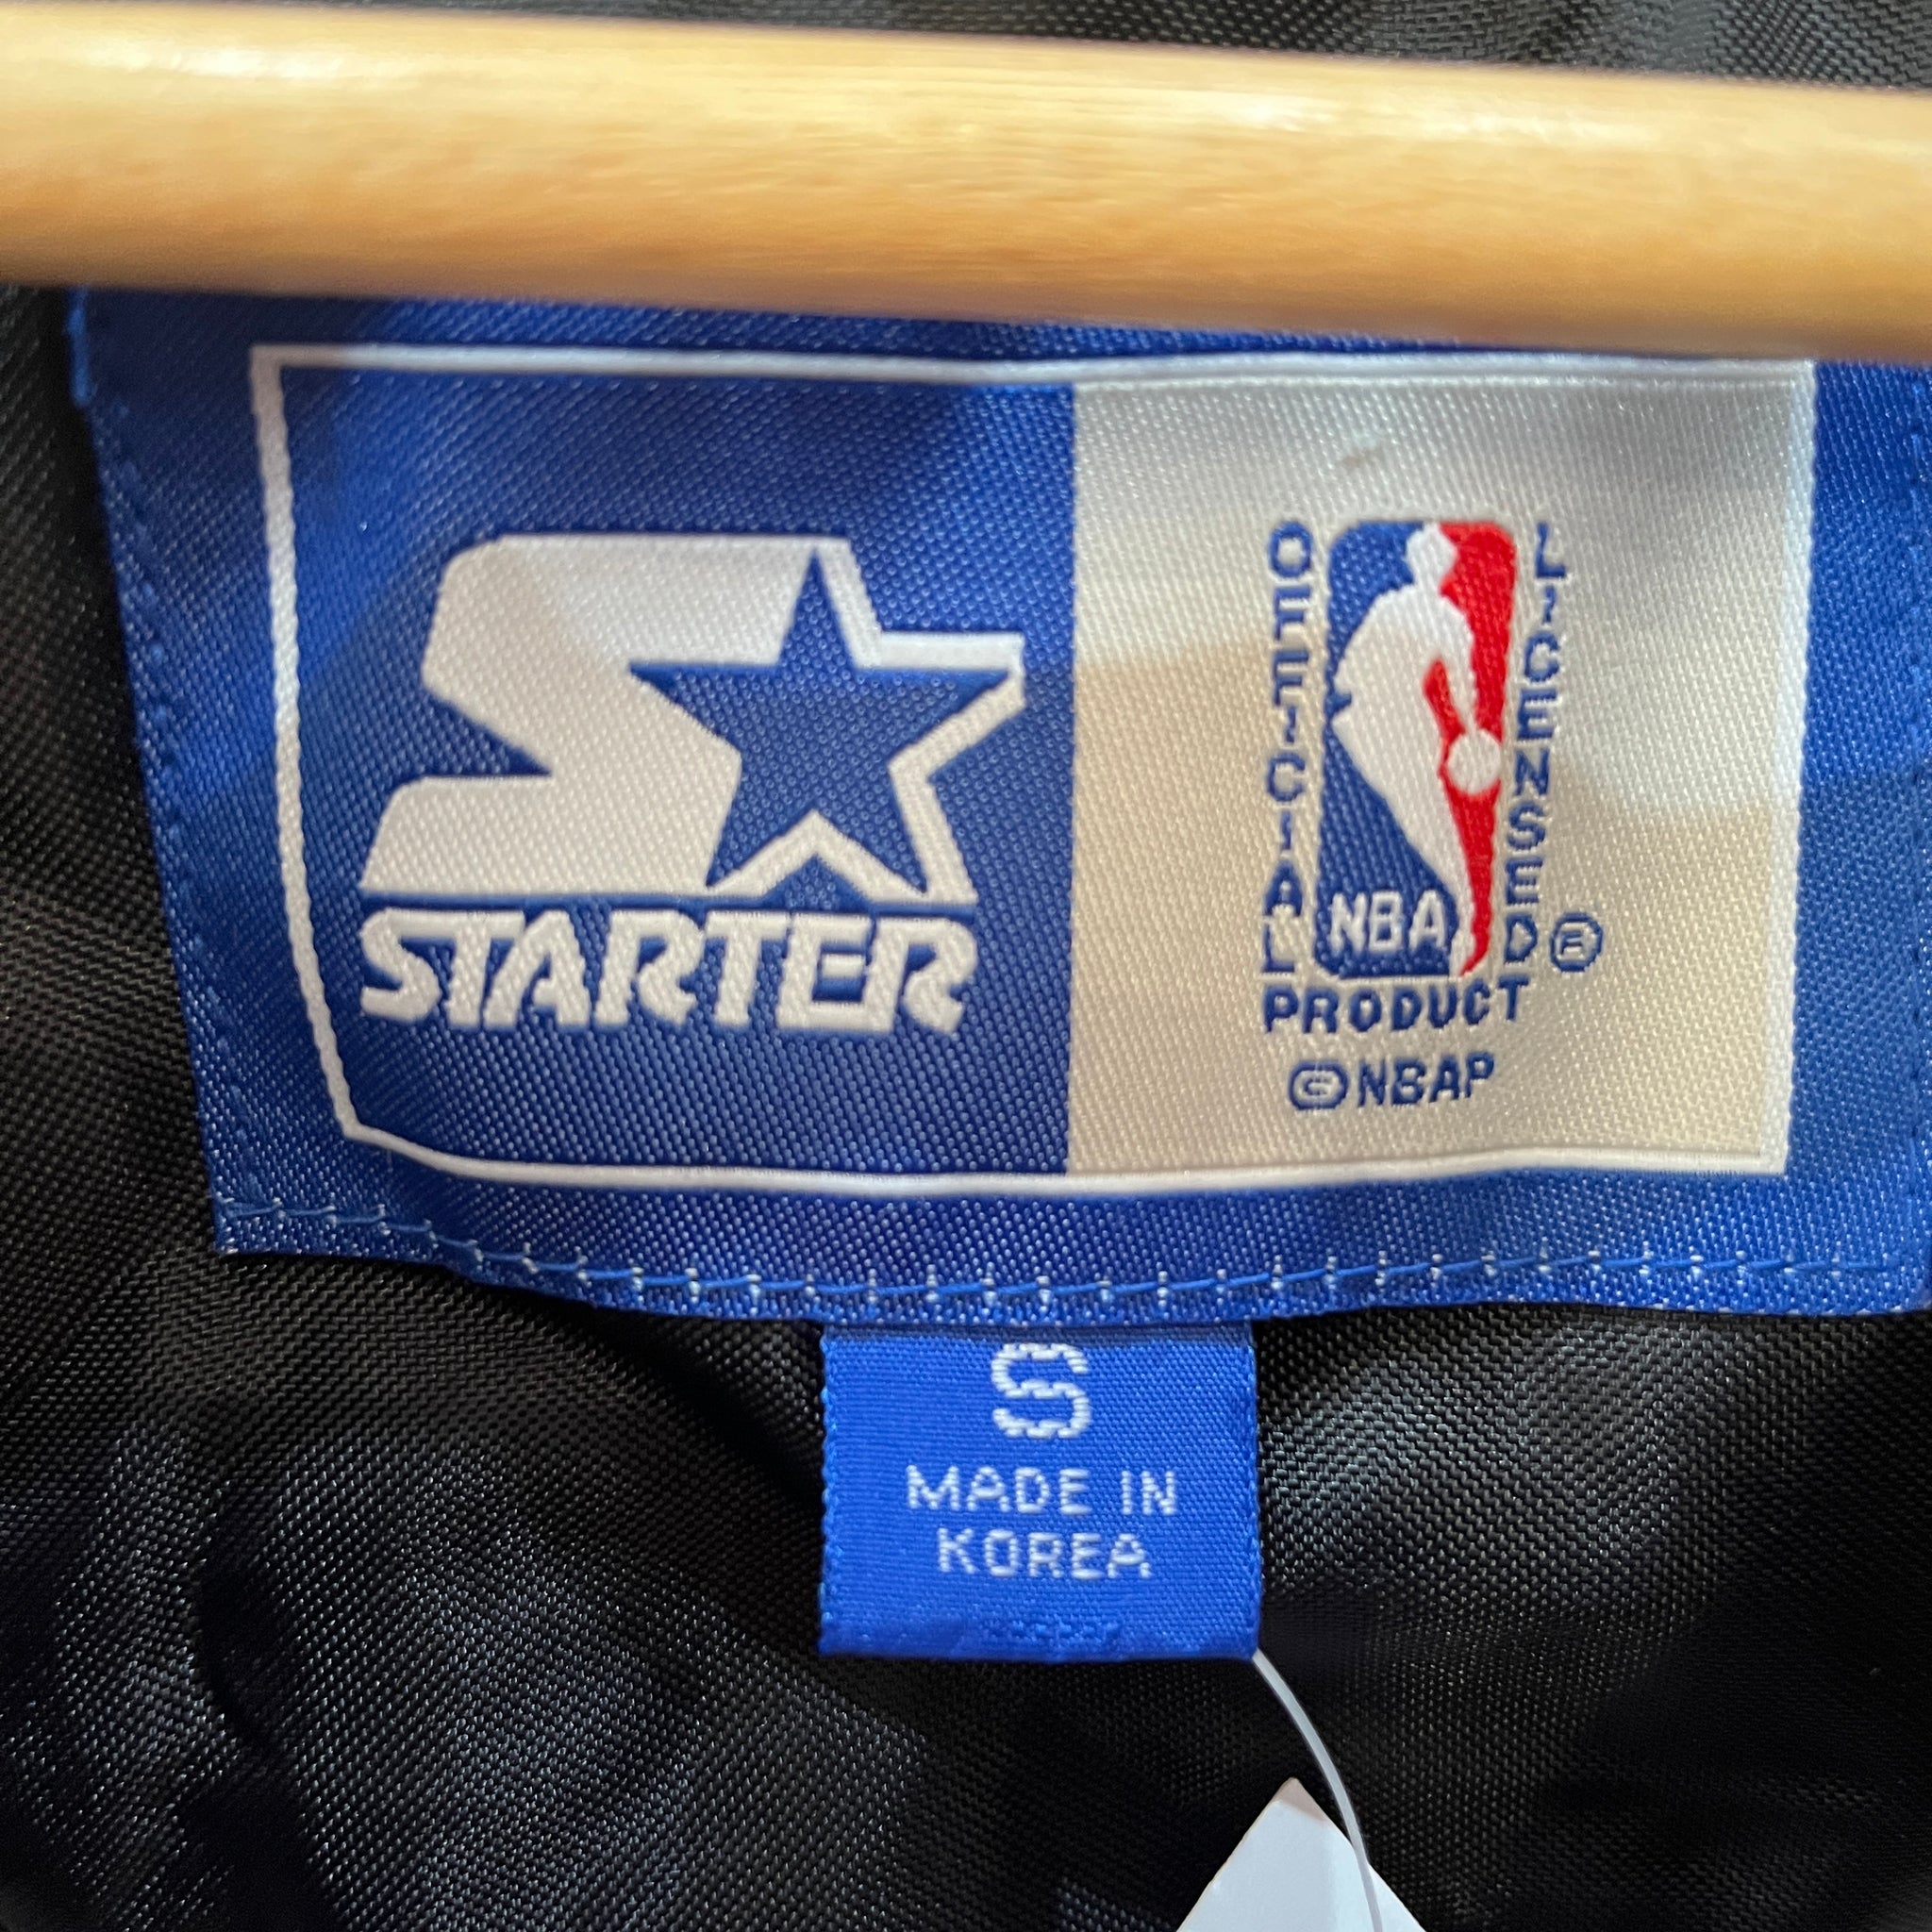 STARTER
OFFICIAL
NBA
LICENSED
®
PRODUCT
©NBAP
S
MADE IN
KOREA